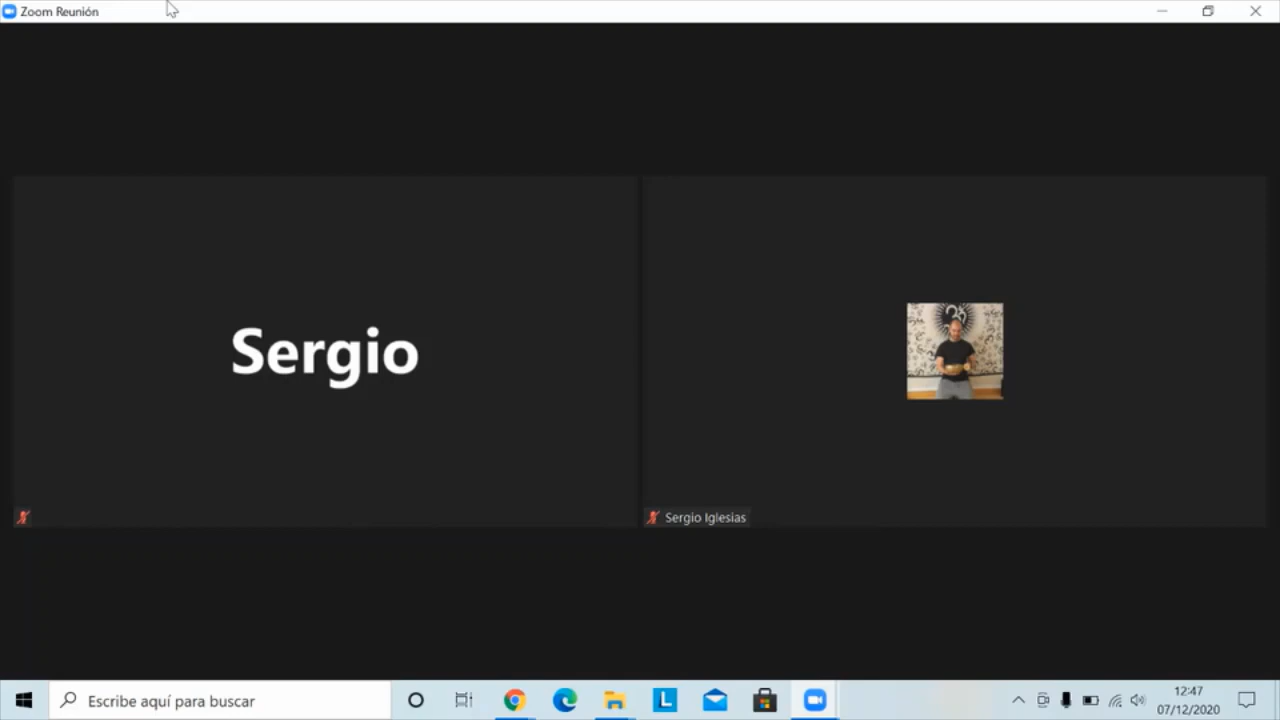 Zoom Reunión
Sergio
Sergio Iglesias
Escribe aquí para buscar
L
12:47
07/12/2020